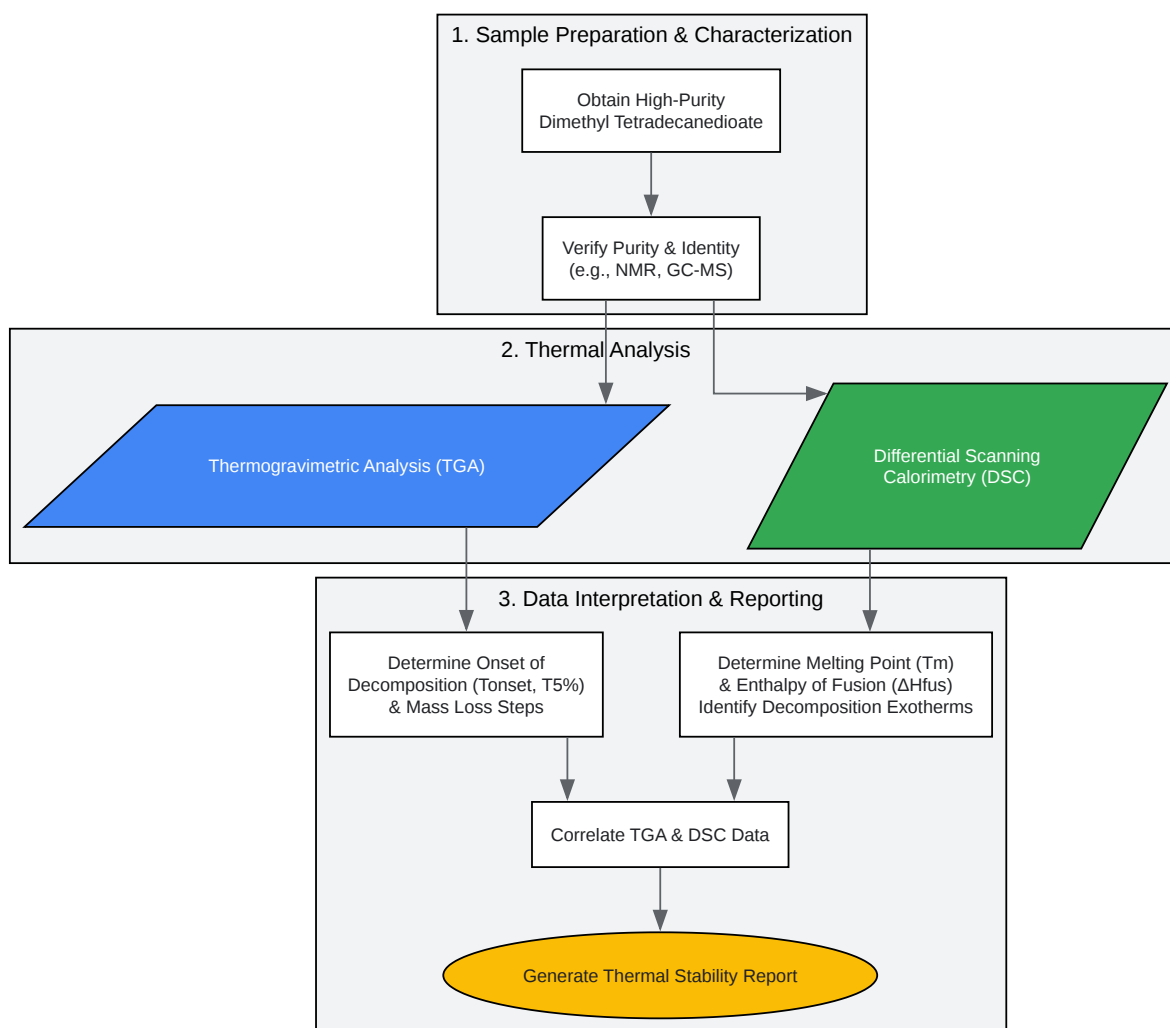 1. Sample Preparation & Characterization
Obtain High-Purity
Dimethyl Tetradecanedioate
Verify Purity & Identity
(e.g., NMR, GC-MS)
2. Thermal Analysis
Thermogravimetric Analysis (TGA)
Differential Scanning
Calorimetry (DSC)
3. Data Interpretation & Reporting
Determine Onset of
Decomposition (Tonset, T5%)
& Mass Loss Steps
Determine Melting Point (Tm)
& Enthalpy of Fusion (ΔHfus)
Identify Decomposition Exotherms
Correlate TGA & DSC Data
Generate Thermal Stability Report